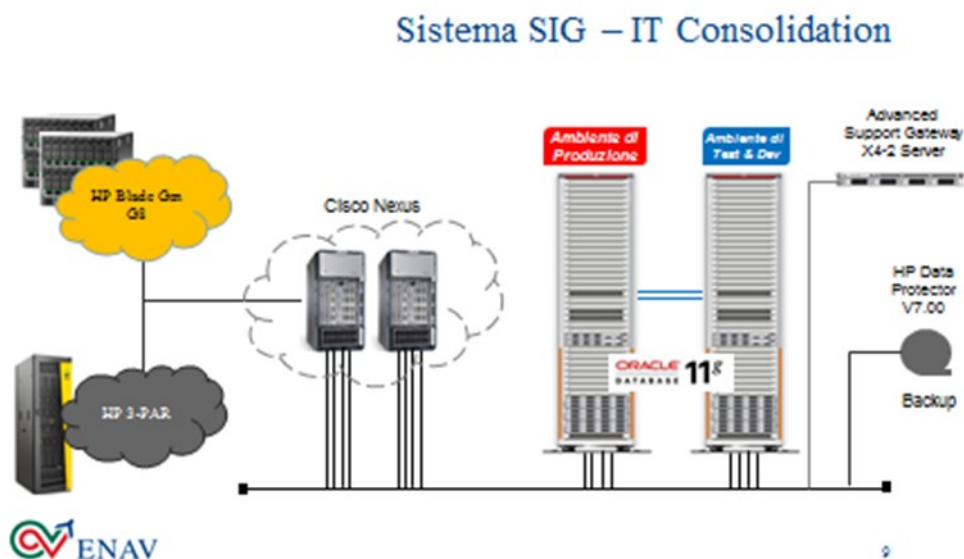 Sistema SIG – IT Consolidation
Advanced
Support Gateway
X4-2 Server
Ambiente di
Produzione
Ambiente di
Test & Dev
HP Blade Gen
G8
Cisco Nexus
HP Data
Protector
V7.00
ORACLE 11g
DATABASE
HP 3-PAR
Backup
ENAV
9